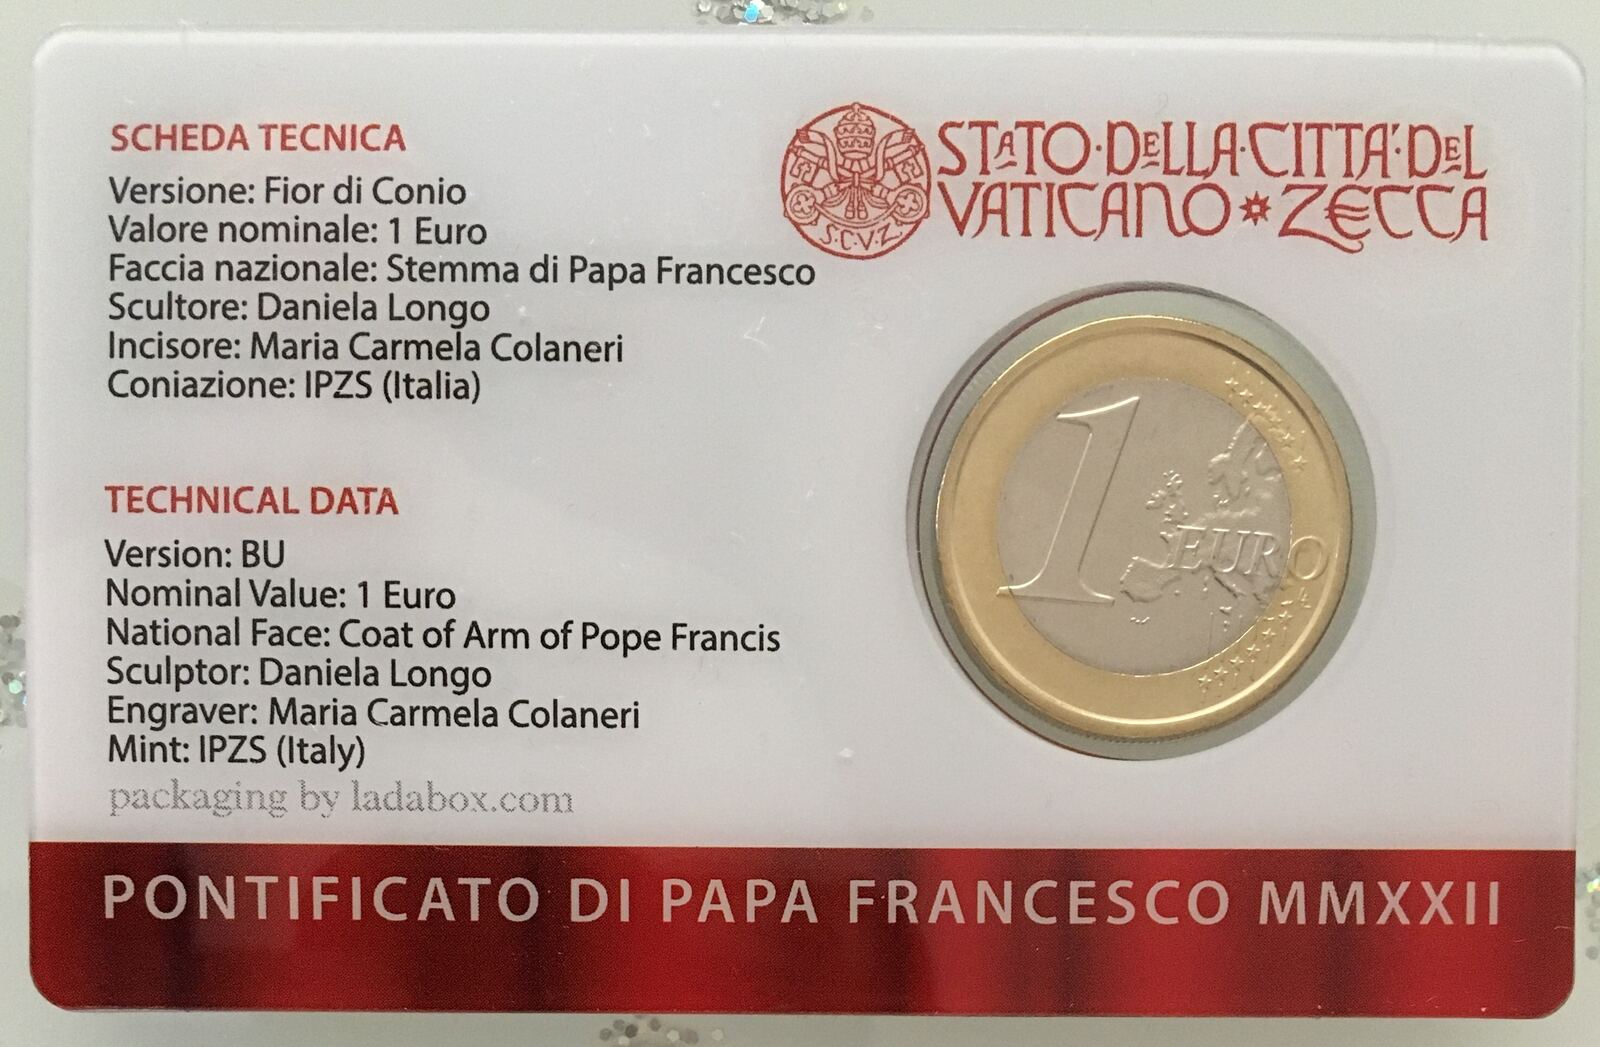 SCHEDA TECNICA
Versione: Fior di Conio
Valore nominale: 1 Euro
Faccia nazionale: Stemma di Papa Francesco
Scultore: Daniela Longo
Incisore: Maria Carmela Colaneri
Coniazione: IPZS (Italia)
TECHNICAL DATA
Version: BU
Nominal Value: 1 Euro
National Face: Coat of Arm of Pope Francis
Sculptor: Daniela Longo
Engraver: Maria Carmela Colaneri
Mint: IPZS (Italy)
packaging by ladabox.com
S.C.V.Z.
STATO·DELLA·CITTA'·DEL
VATICANO * ZECCA
1
EURO
PONTIFICATO DI PAPA FRANCESCO MMXXII